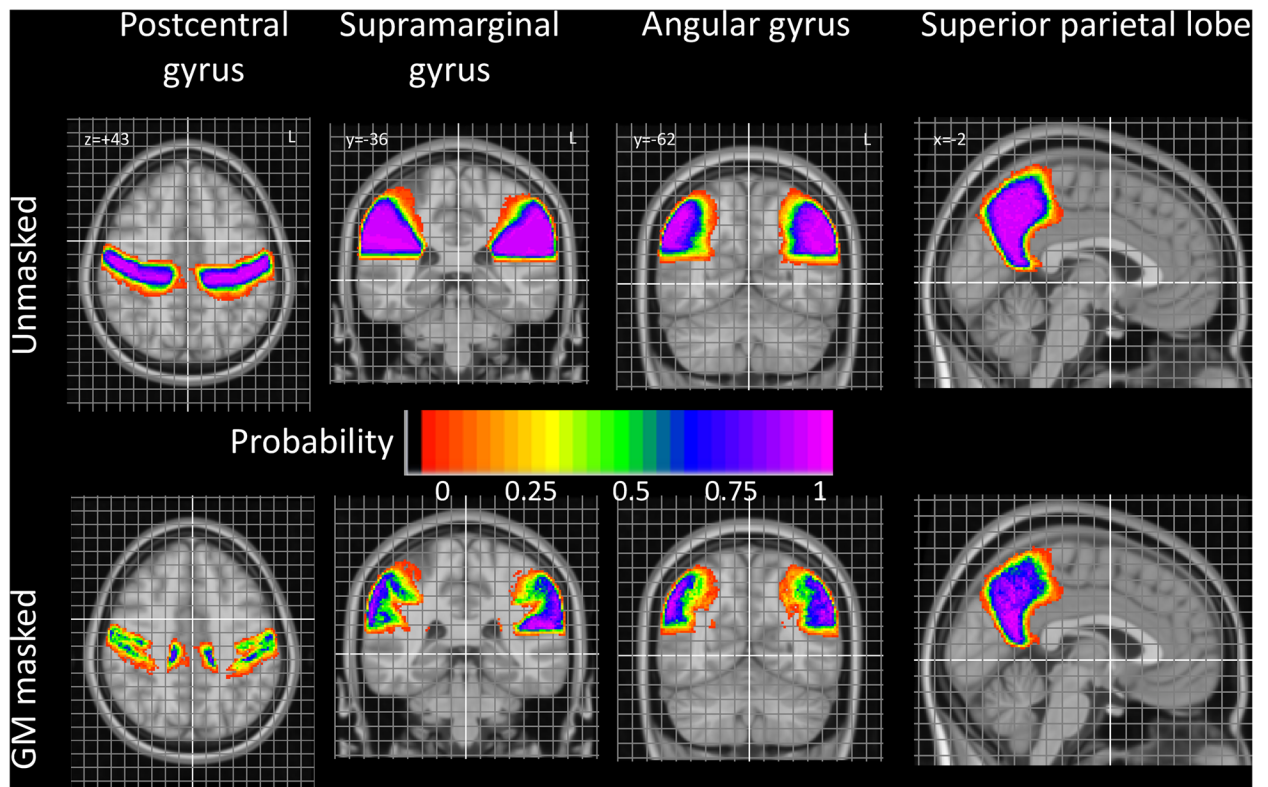 Postcentral
gyrus
Supramarginal
gyrus
Angular gyrus
Superior parietal lobe
Unmasked
z=+43
L
y=-36
L
y=-62
L
x=-2
Probability
0 0.25 0.5 0.75 1
GM masked